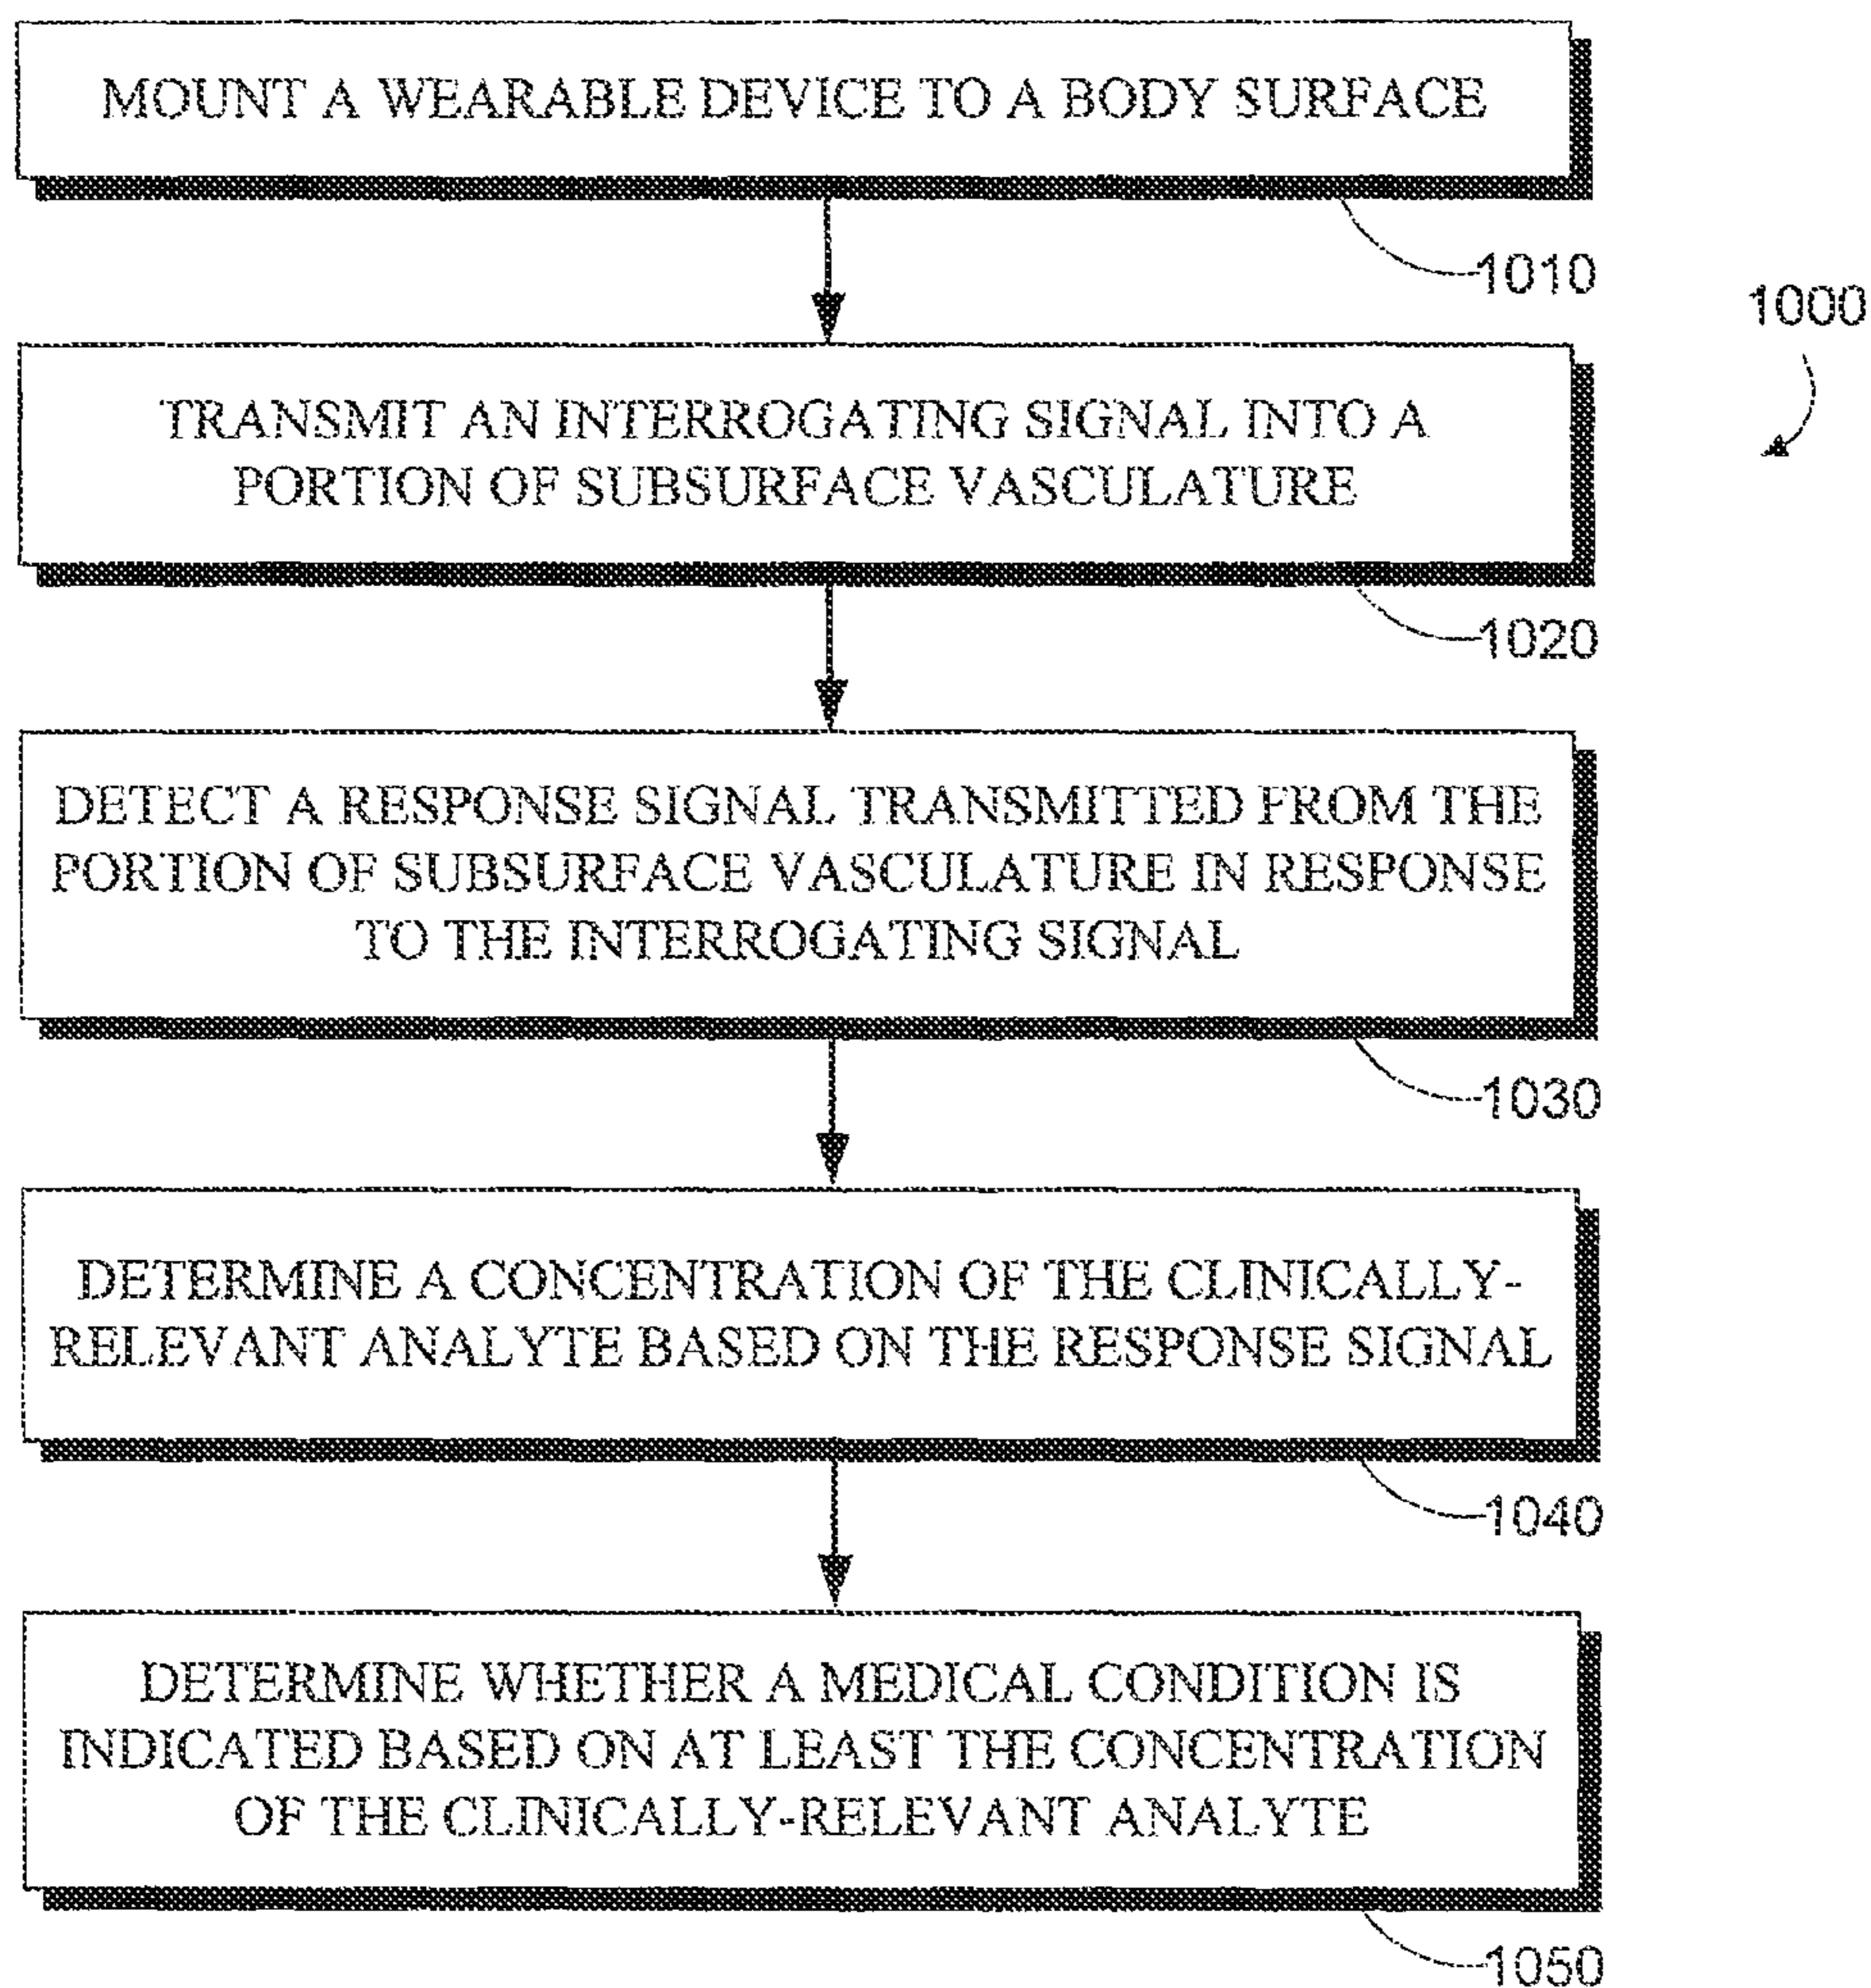 MOUNT A WEARABLE DEVICE TO A BODY SURFACE
1010
1000
TRANSMIT AN INTERROGATING SIGNAL INTO A
PORTION OF SUBSURFACE VASCULATURE
1020
DETECT A RESPONSE SIGNAL TRANSMITTED FROM THE
PORTION OF SUBSURFACE VASCULATURE IN RESPONSE
TO THE INTERROGATING SIGNAL
1030
DETERMINE A CONCENTRATION OF THE CLINICALLY-
RELEVANT ANALYTE BASED ON THE RESPONSE SIGNAL
1040
DETERMINE WHETHER A MEDICAL CONDITION IS
INDICATED BASED ON AT LEAST THE CONCENTRATION
OF THE CLINICALLY-RELEVANT ANALYTE
1050